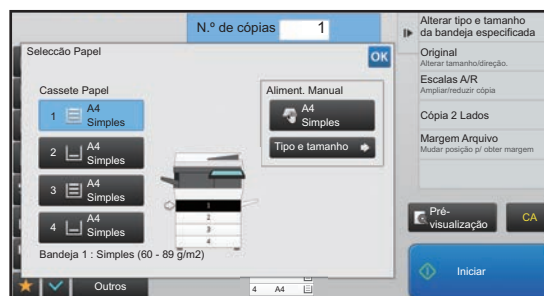 N.º de cópias 1
Selecção Papel
OK
Cassete Papel
1 A4
Simples
2 A4
Simples
3 A4
Simples
4 A4
Simples
Aliment. Manual
A4
Simples
Tipo e tamanho
1
2
3
4
Bandeja 1 : Simples (60 - 89 g/m2)
Outros
4 A4
Alterar tipo e tamanho
da bandeja especificada
Original
Alterar tamanho/direção.
Escalas A/R
Ampliar/reduzir cópia
Cópia 2 Lados
Margem Arquivo
Mudar posição p/ obter margem
Pré-
visualização
CA
Iniciar